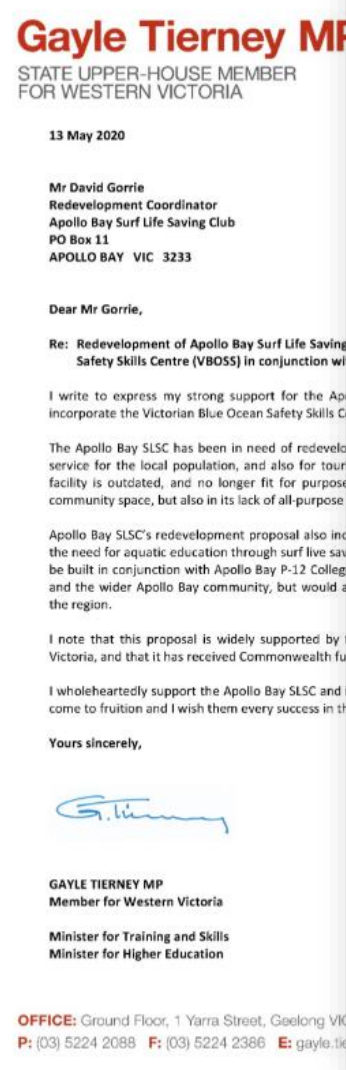 Gayle Tierney MP
STATE UPPER-HOUSE MEMBER
FOR WESTERN VICTORIA
13 May 2020
Mr David Gorrie
Redevelopment Coordinator
Apollo Bay Surf Life Saving Club
PO Box 11
APOLLO BAY VIC 3233
Dear Mr Gorrie,
Re: Redevelopment of Apollo Bay Surf Life Saving
Safety Skills Centre (VBOSS) in conjunction wi
I write to express my strong support for the Ap
incorporate the Victorian Blue Ocean Safety Skills C
The Apollo Bay SLSC has been in need of redevelo
service for the local population, and also for tour
facility is outdated, and no longer fit for purpose
community space, but also in its lack of all-purpose
Apollo Bay SLSC's redevelopment proposal also inc
the need for aquatic education through surf live sav
be built in conjunction with Apollo Bay P-12 Colleg
and the wider Apollo Bay community, but would a
the region.
I note that this proposal is widely supported by
Victoria, and that it has received Commonwealth fu
I wholeheartedly support the Apollo Bay SLSC and
come to fruition and I wish them every success in th
Yours sincerely,
G. Tierney
GAYLE TIERNEY MP
Member for Western Victoria
Minister for Training and Skills
Minister for Higher Education
OFFICE: Ground Floor, 1 Yarra Street, Geelong VIC
P: (03) 5224 2088 F: (03) 5224 2386 E: gayle.tie